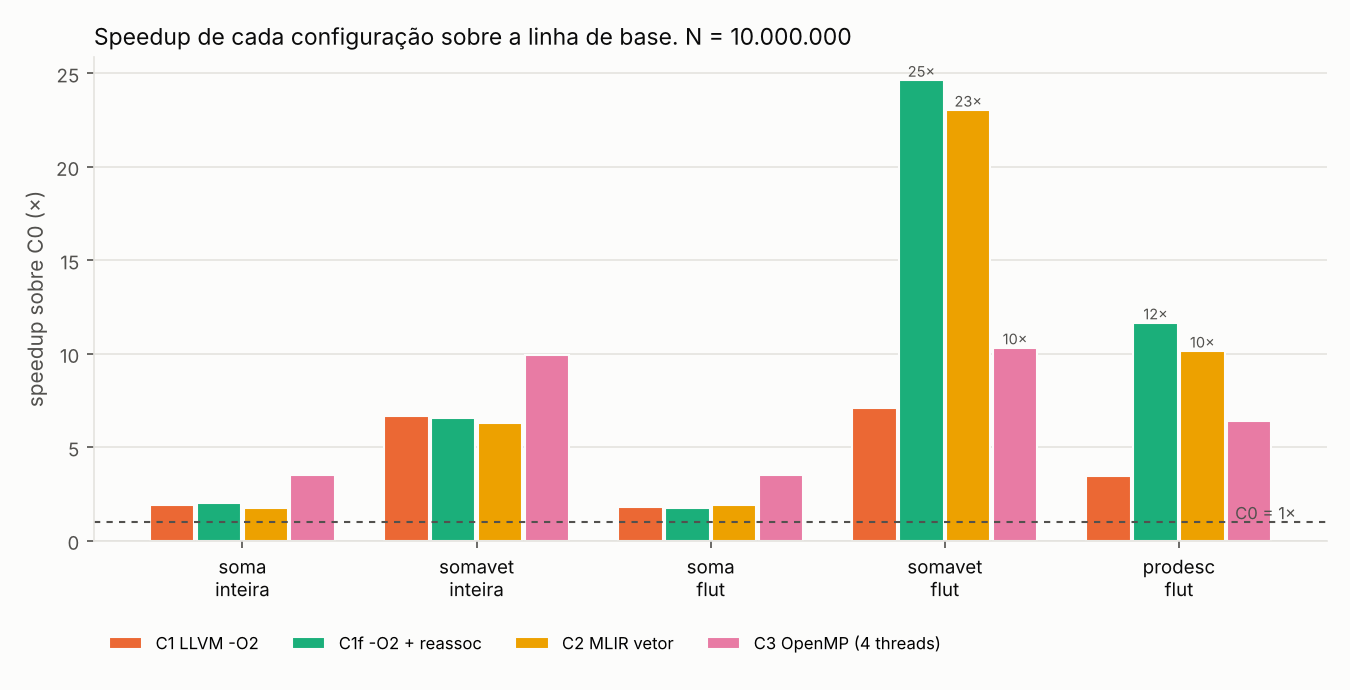 Speedup de cada configuração sobre a linha de base. N = 10.000.000
speedup sobre C0 (×)
25
20
15
10
5
0
25×
23×
10×
12×
10×
C0 = 1×
soma
inteira
somavet
inteira
soma
flut
somavet
flut
prodesc
flut
C1 LLVM -O2
C1f -O2 + reassoc
C2 MLIR vetor
C3 OpenMP (4 threads)